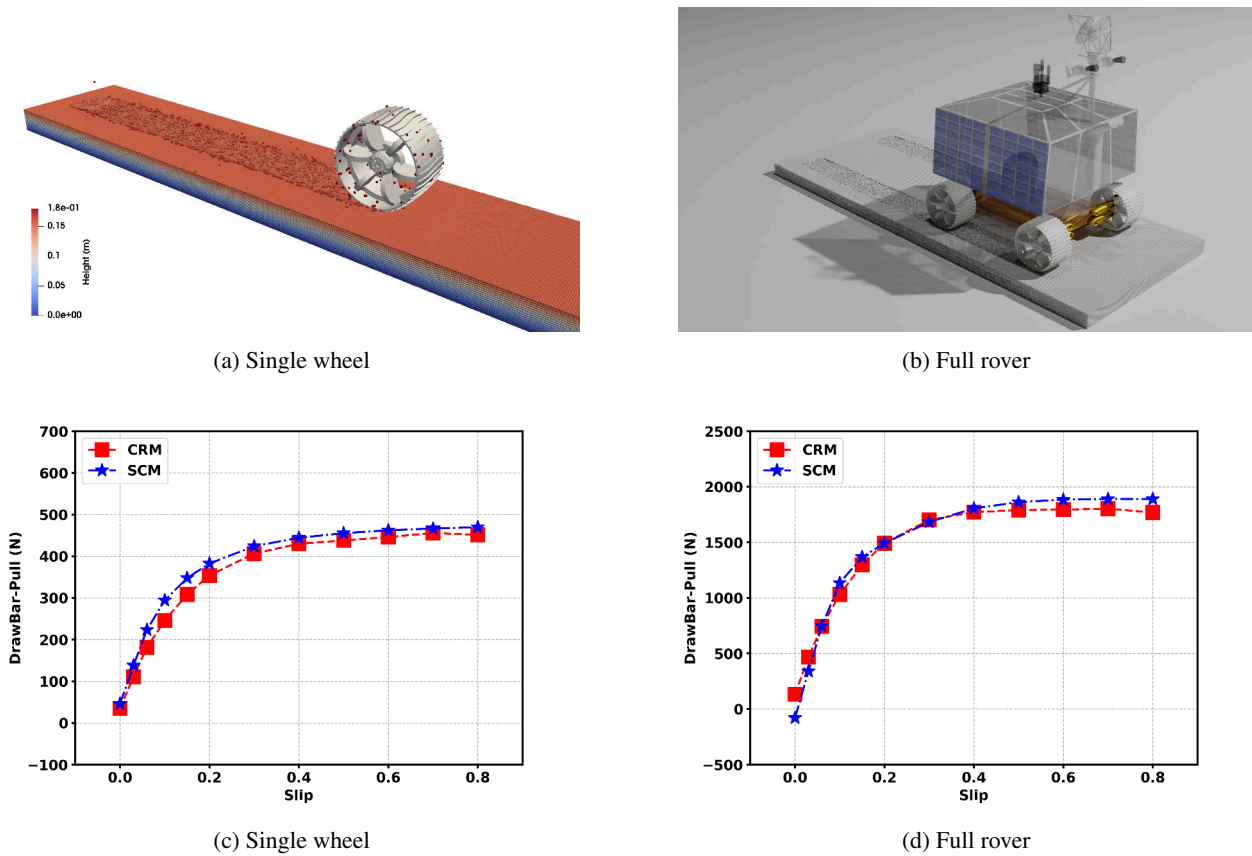 1.8e-01
0.15
0.1
0.05
0.0e+00
Height (m)
(a) Single wheel
(b) Full rover
700
600
500
400
300
200
100
0
−100
CRM
SCM
DrawBar-Pull (N)
0.0 0.2 0.4 0.6 0.8
Slip
(c) Single wheel
2500
2000
1500
1000
500
0
−500
CRM
SCM
DrawBar-Pull (N)
0.0 0.2 0.4 0.6 0.8
Slip
(d) Full rover